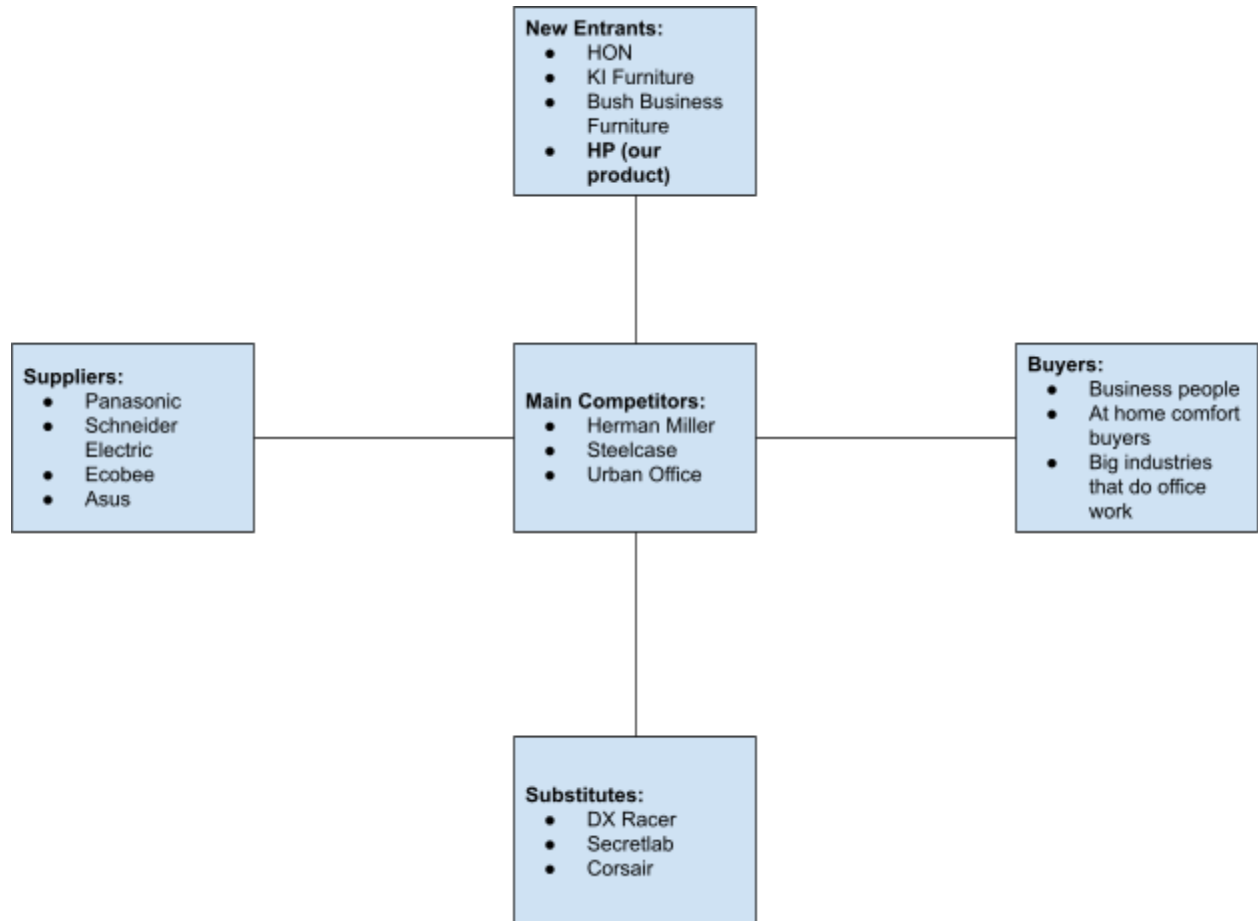 New Entrants:
● HON
● KI Furniture
● Bush Business
Furniture
● HP (our
product)
Suppliers:
● Panasonic
● Schneider
Electric
● Ecobee
● Asus
Main Competitors:
● Herman Miller
● Steelcase
● Urban Office
Buyers:
● Business people
● At home comfort
buyers
● Big industries
that do office
work
Substitutes:
● DX Racer
● Secretlab
● Corsair